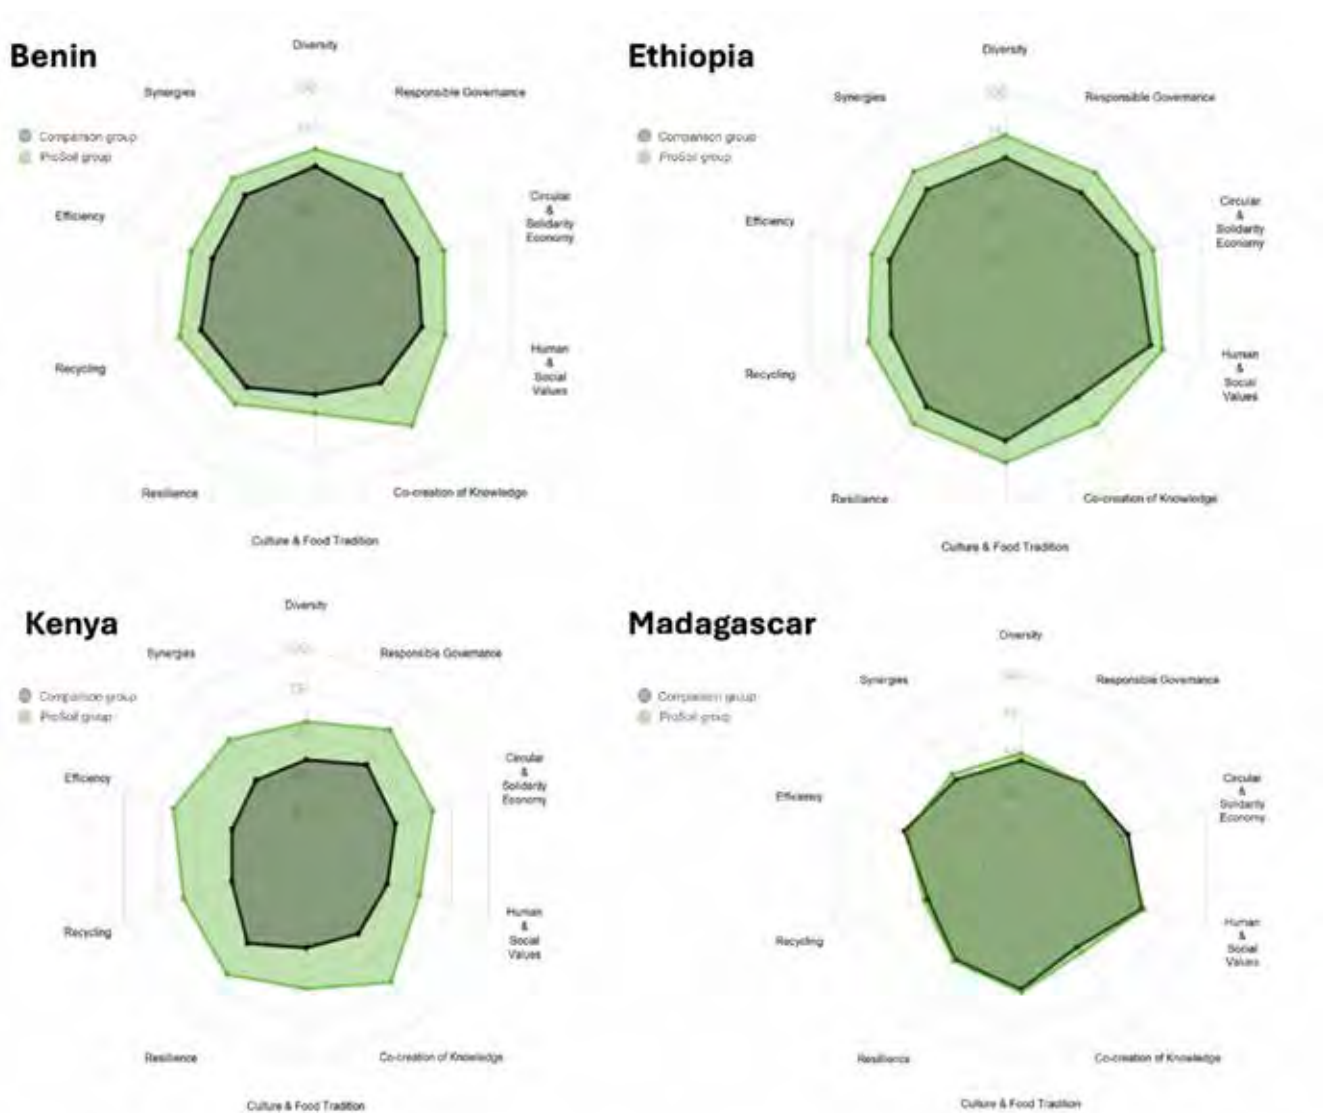 Benin
Diversity
Synergies
Responsible Governance
Comparison group
ProSoil group
Efficiency
Circular
&
Solidarity
Economy
Recycling
Human
&
Social
Values
Resilience
Co-creation of Knowledge
Culture & Food Tradition
Ethiopia
Diversity
Synergies
Responsible Governance
Comparison group
ProSoil group
Efficiency
Circular
&
Solidarity
Economy
Recycling
Human
&
Social
Values
Resilience
Co-creation of Knowledge
Culture & Food Tradition
Kenya
Diversity
Synergies
Responsible Governance
100
Comparison group
ProSoil group
Efficiency
Circular
&
Solidarity
Economy
Recycling
Human
&
Social
Values
Resilience
Co-creation of Knowledge
Culture & Food Tradition
Madagascar
Diversity
Synergies
Responsible Governance
Comparison group
ProSoil group
Efficiency
Circular
&
Solidarity
Economy
Recycling
Human
&
Social
Values
Resilience
Co-creation of Knowledge
Culture & Food Tradition